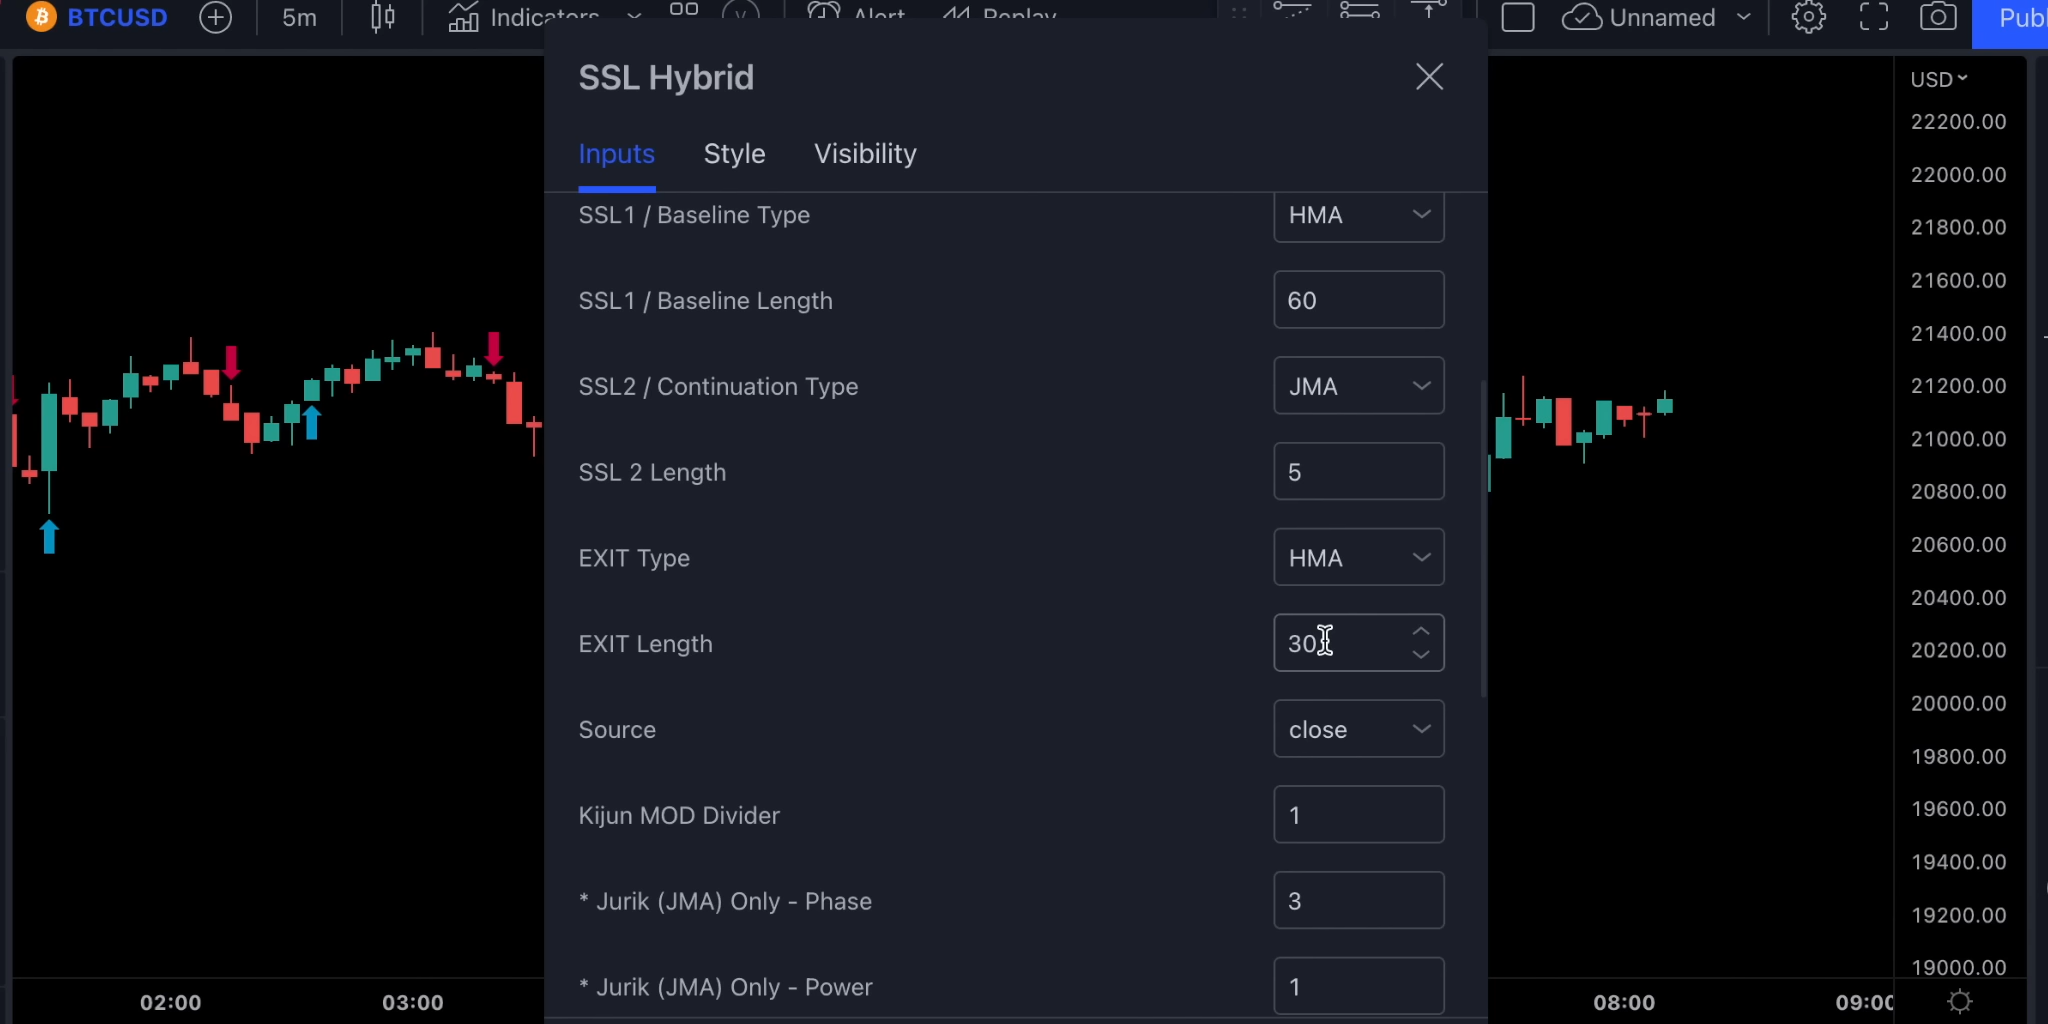 BTCUSD 5m Indicators Alert Replay Unnamed Publ
SSL Hybrid
Inputs Style Visibility
SSL1 / Baseline Type HMA
SSL1 / Baseline Length 60
SSL2 / Continuation Type JMA
SSL 2 Length 5
EXIT Type HMA
EXIT Length 30
Source close
Kijun MOD Divider 1
* Jurik (JMA) Only - Phase 3
* Jurik (JMA) Only - Power 1
USD
22200.00
22000.00
21800.00
21600.00
21400.00
21200.00
21000.00
20800.00
20600.00
20400.00
20200.00
20000.00
19800.00
19600.00
19400.00
19200.00
19000.00
02:00 03:00 08:00 09:00